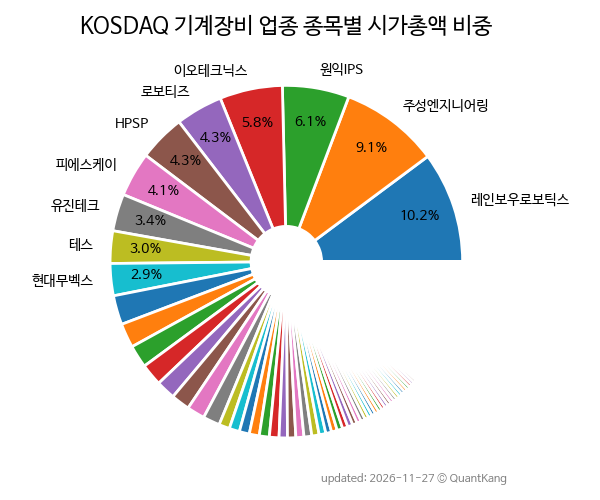 KOSDAQ 기계장비 업종 종목별 시가총액 비중
레인보우로보틱스
10.2%
주성엔지니어링
9.1%
원익IPS
6.1%
이오테크닉스
5.8%
로보티즈
4.3%
HPSP
4.3%
피에스케이
4.1%
유진테크
3.4%
테스
3.0%
현대무벡스
2.9%
updated: 2026-11-27 © QuantKang